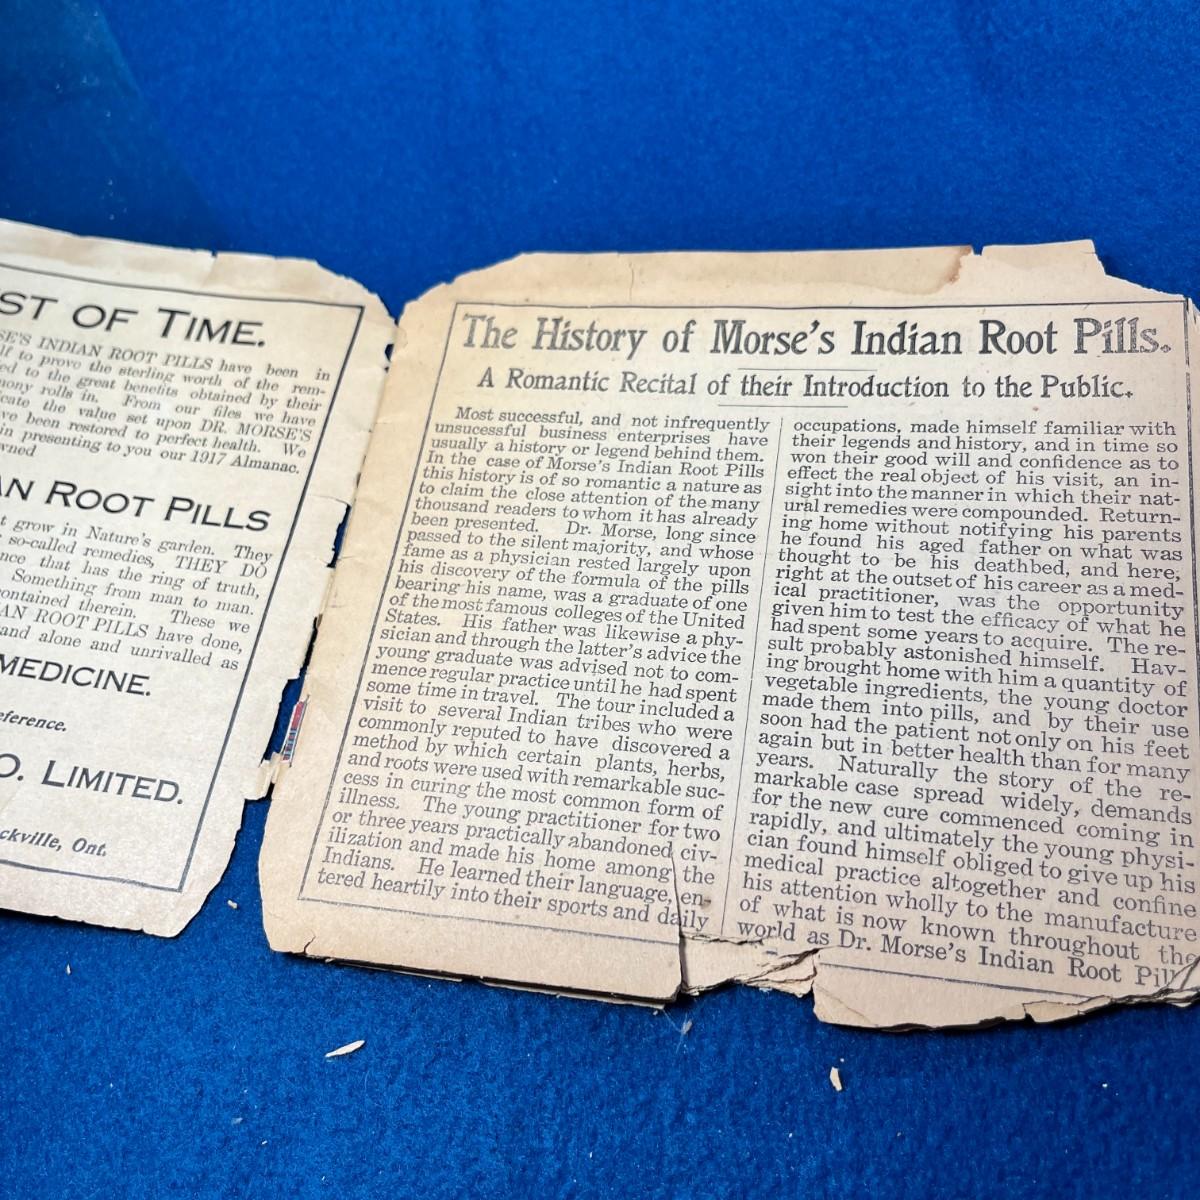 ST OF TIME.
SE'S INDIAN ROOT PILLS have been in
lf to prove the sterling worth of the rem-
ed to the great benefits obtained by their
mony rolls in. From our files we have
cate the value set upon DR. MORSE'S
ve been restored to perfect health. We
in presenting to you our 1917 Almanac.
wned
AN ROOT PILLS
t grow in Nature's garden. They
so-called remedies, THEY DO
nce that has the ring of truth,
Something from man to man.
contained therein. These we
AN ROOT PILLS have done,
and alone and unrivalled as
MEDICINE.
eference.
O. LIMITED.
ckville, Ont.
The History of Morse's Indian Root Pills.
A Romantic Recital of their Introduction to the Public.
Most successful, and not infrequently
unsuccessful business enterprises have
usually a history or legend behind them.
In the case of Morse's Indian Root Pills
this history is of so romantic a nature as
to claim the close attention of the many
thousand readers to whom it has already
been presented. Dr. Morse, long since
passed to the silent majority, and whose
fame as a physician rested largely upon
his discovery of the formula of the pills
bearing his name, was a graduate of one
of the most famous colleges of the United
States. His father was likewise a phy-
sician and through the latter's advice the
young graduate was advised not to com-
mence regular practice until he had spent
some time in travel. The tour included a
visit to several Indian tribes who were
commonly reputed to have discovered a
method by which certain plants, herbs,
and roots were used with remarkable suc-
cess in curing the most common form of
illness. The young practitioner for two
or three years practically abandoned civ-
ilization and made his home among the
Indians. He learned their language, en-
tered heartily into their sports and daily
occupations, made himself familiar with
their legends and history, and in time so
won their good will and confidence as to
effect the real object of his visit, an in-
sight into the manner in which their nat-
ural remedies were compounded. Return-
ing home without notifying his parents
he found his aged father on what was
thought to be his deathbed, and here,
right at the outset of his career as a med-
ical practitioner, was the opportunity
given him to test the efficacy of what he
had spent some years to acquire. The re-
sult probably astonished himself. Hav-
ing brought home with him a quantity of
vegetable ingredients, the young doctor
made them into pills, and by their use
soon had the patient not only on his feet
again but in better health than for many
years. Naturally the story of the re-
markable case spread widely, demands
for the new cure commenced coming in
rapidly, and ultimately the young physi-
cian found himself obliged to give up his
medical practice altogether and confine
his attention wholly to the manufacture
of what is now known throughout the
world as Dr. Morse's Indian Root Pill